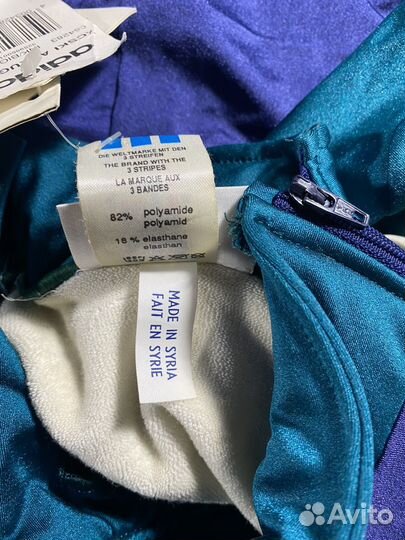 adidas
DIE WELTMARKE MIT DEN
3 STREIFEN
THE BRAND WITH THE
3 STRIPES
LA MARQUE AUX
3 BANDES
82% polyamide
polyamid
18% elasthane
elasthan
MADE IN SYRIA
FAIT EN SYRIE
Avito